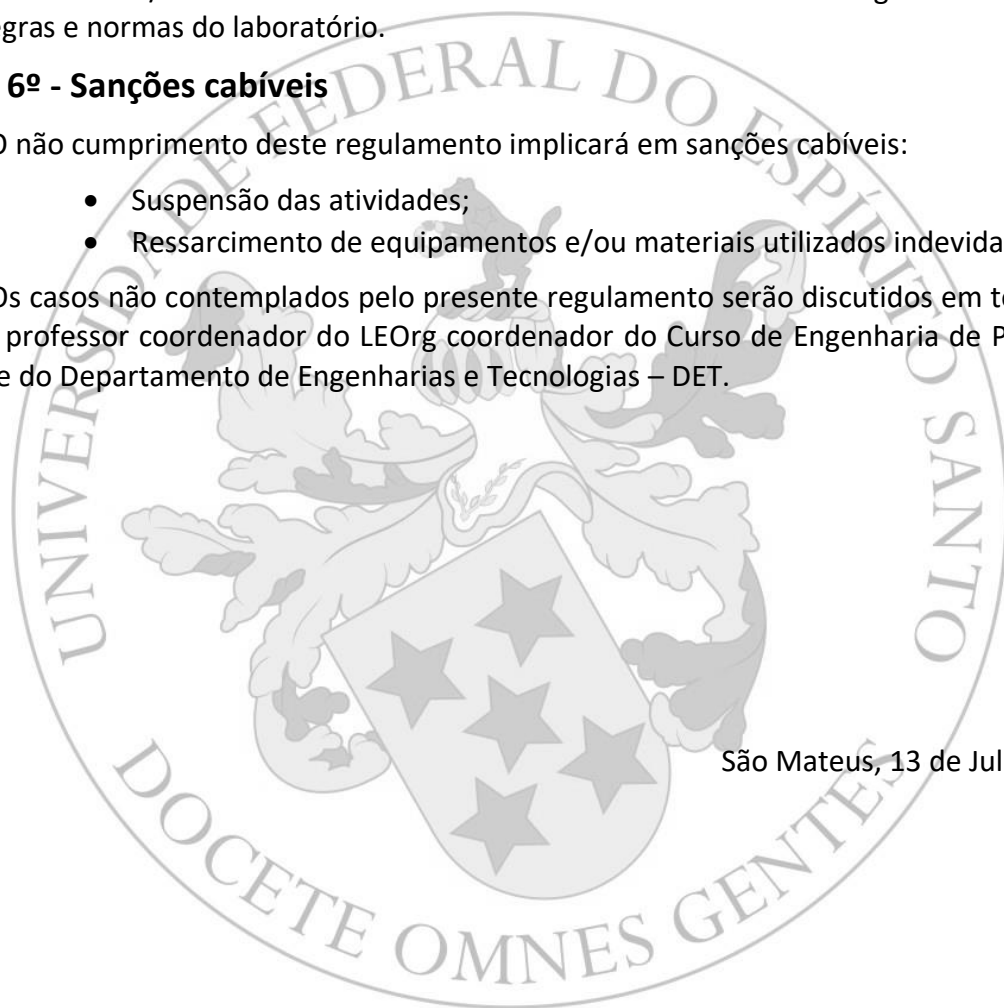 egras e normas do laboratório.
6º - Sanções cabíveis
O não cumprimento deste regulamento implicará em sanções cabíveis:
• Suspensão das atividades;
• Ressarcimento de equipamentos e/ou materiais utilizados indevida
Os casos não contemplados pelo presente regulamento serão discutidos em te
professor coordenador do LEOrg coordenador do Curso de Engenharia de P
e do Departamento de Engenharias e Tecnologias – DET.
São Mateus, 13 de Jul
UNIVERSIDADE FEDERAL DO ESPÍRITO SANTO
DOCETE OMNES GENTES